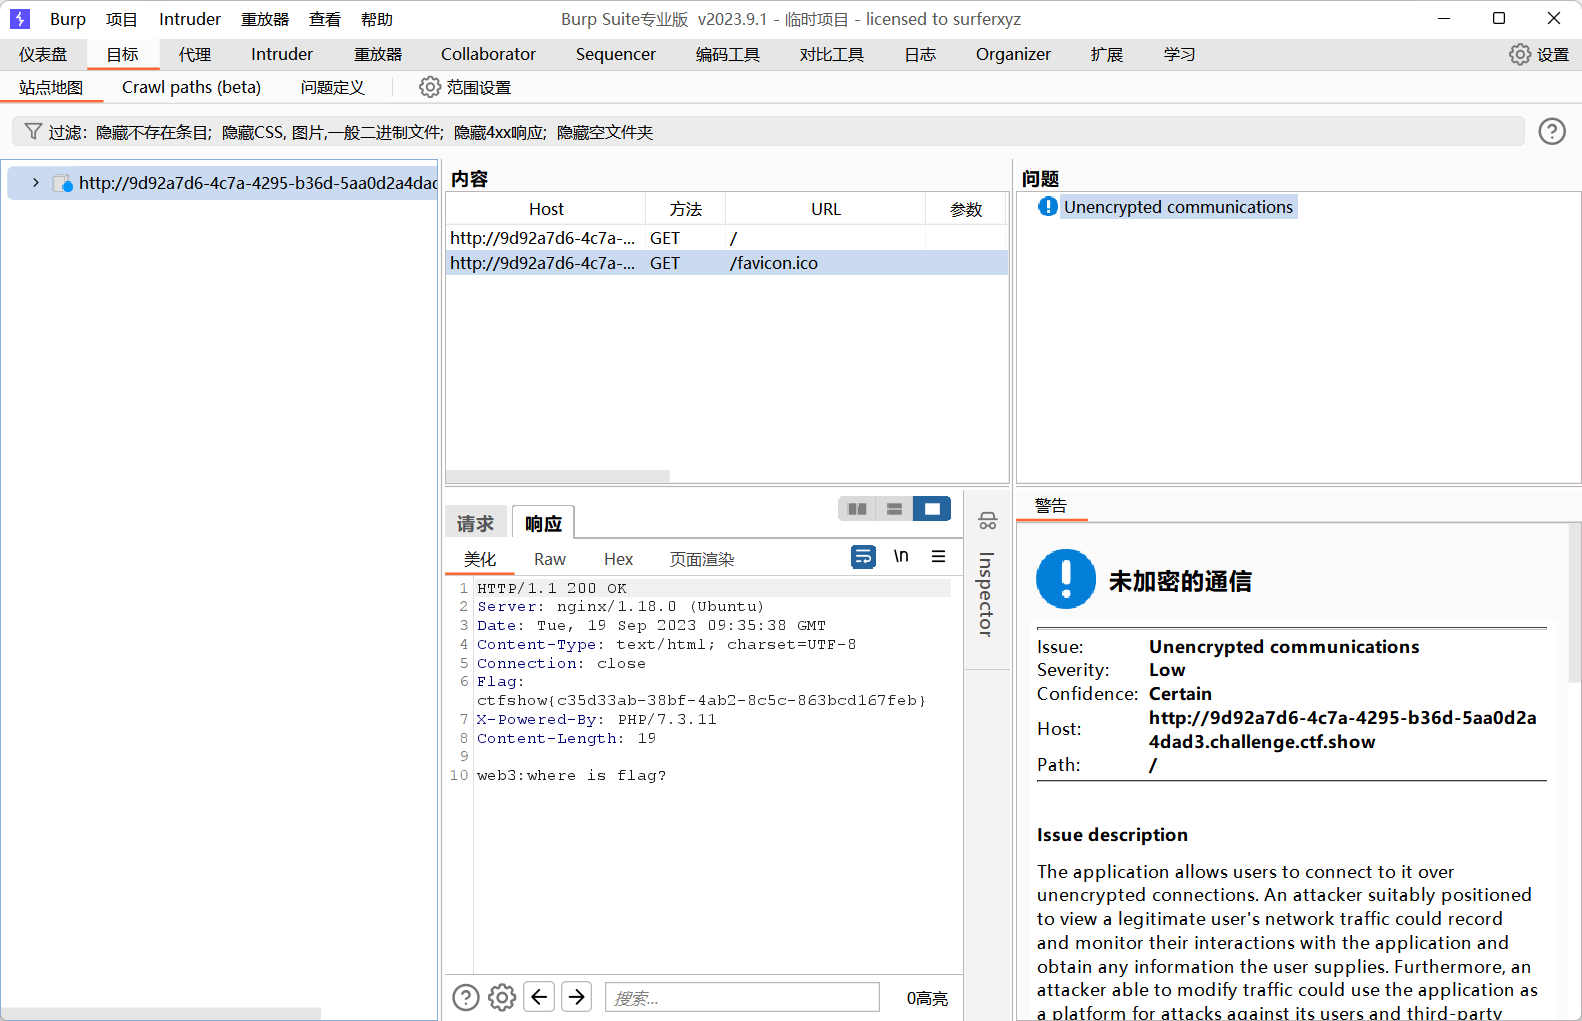 Burp 项目 Intruder 重放器 查看 帮助 Burp Suite专业版 v2023.9.1 - 临时项目 - licensed to surferxyz
仪表盘 目标 代理 Intruder 重放器 Collaborator Sequencer 编码工具 对比工具 日志 Organizer 扩展 学习 设置
站点地图 Crawl paths (beta) 问题定义 范围设置
过滤：隐藏不存在条目; 隐藏CSS, 图片,一般二进制文件; 隐藏4xx响应; 隐藏空文件夹
http://9d92a7d6-4c7a-4295-b36d-5aa0d2a4dad
内容
Host 方法 URL 参数
http://9d92a7d6-4c7a-... GET /
http://9d92a7d6-4c7a-... GET /favicon.ico
问题
Unencrypted communications
请求 响应
美化 Raw Hex 页面渲染 \n
Inspector
1 HTTP/1.1 200 OK
2 Server: nginx/1.18.0 (Ubuntu)
3 Date: Tue, 19 Sep 2023 09:35:38 GMT
4 Content-Type: text/html; charset=UTF-8
5 Connection: close
6 Flag:
ctfshow{c35d33ab-38bf-4ab2-8c5c-863bcd167feb}
7 X-Powered-By: PHP/7.3.11
8 Content-Length: 19
9
10 web3:where is flag?
搜索... 0高亮
警告
未加密的通信
Issue: Unencrypted communications
Severity: Low
Confidence: Certain
Host: http://9d92a7d6-4c7a-4295-b36d-5aa0d2a
4dad3.challenge.ctf.show
Path: /
Issue description
The application allows users to connect to it over
unencrypted connections. An attacker suitably positioned
to view a legitimate user's network traffic could record
and monitor their interactions with the application and
obtain any information the user supplies. Furthermore, an
attacker able to modify traffic could use the application as
a platform for attacks against its users and third-party